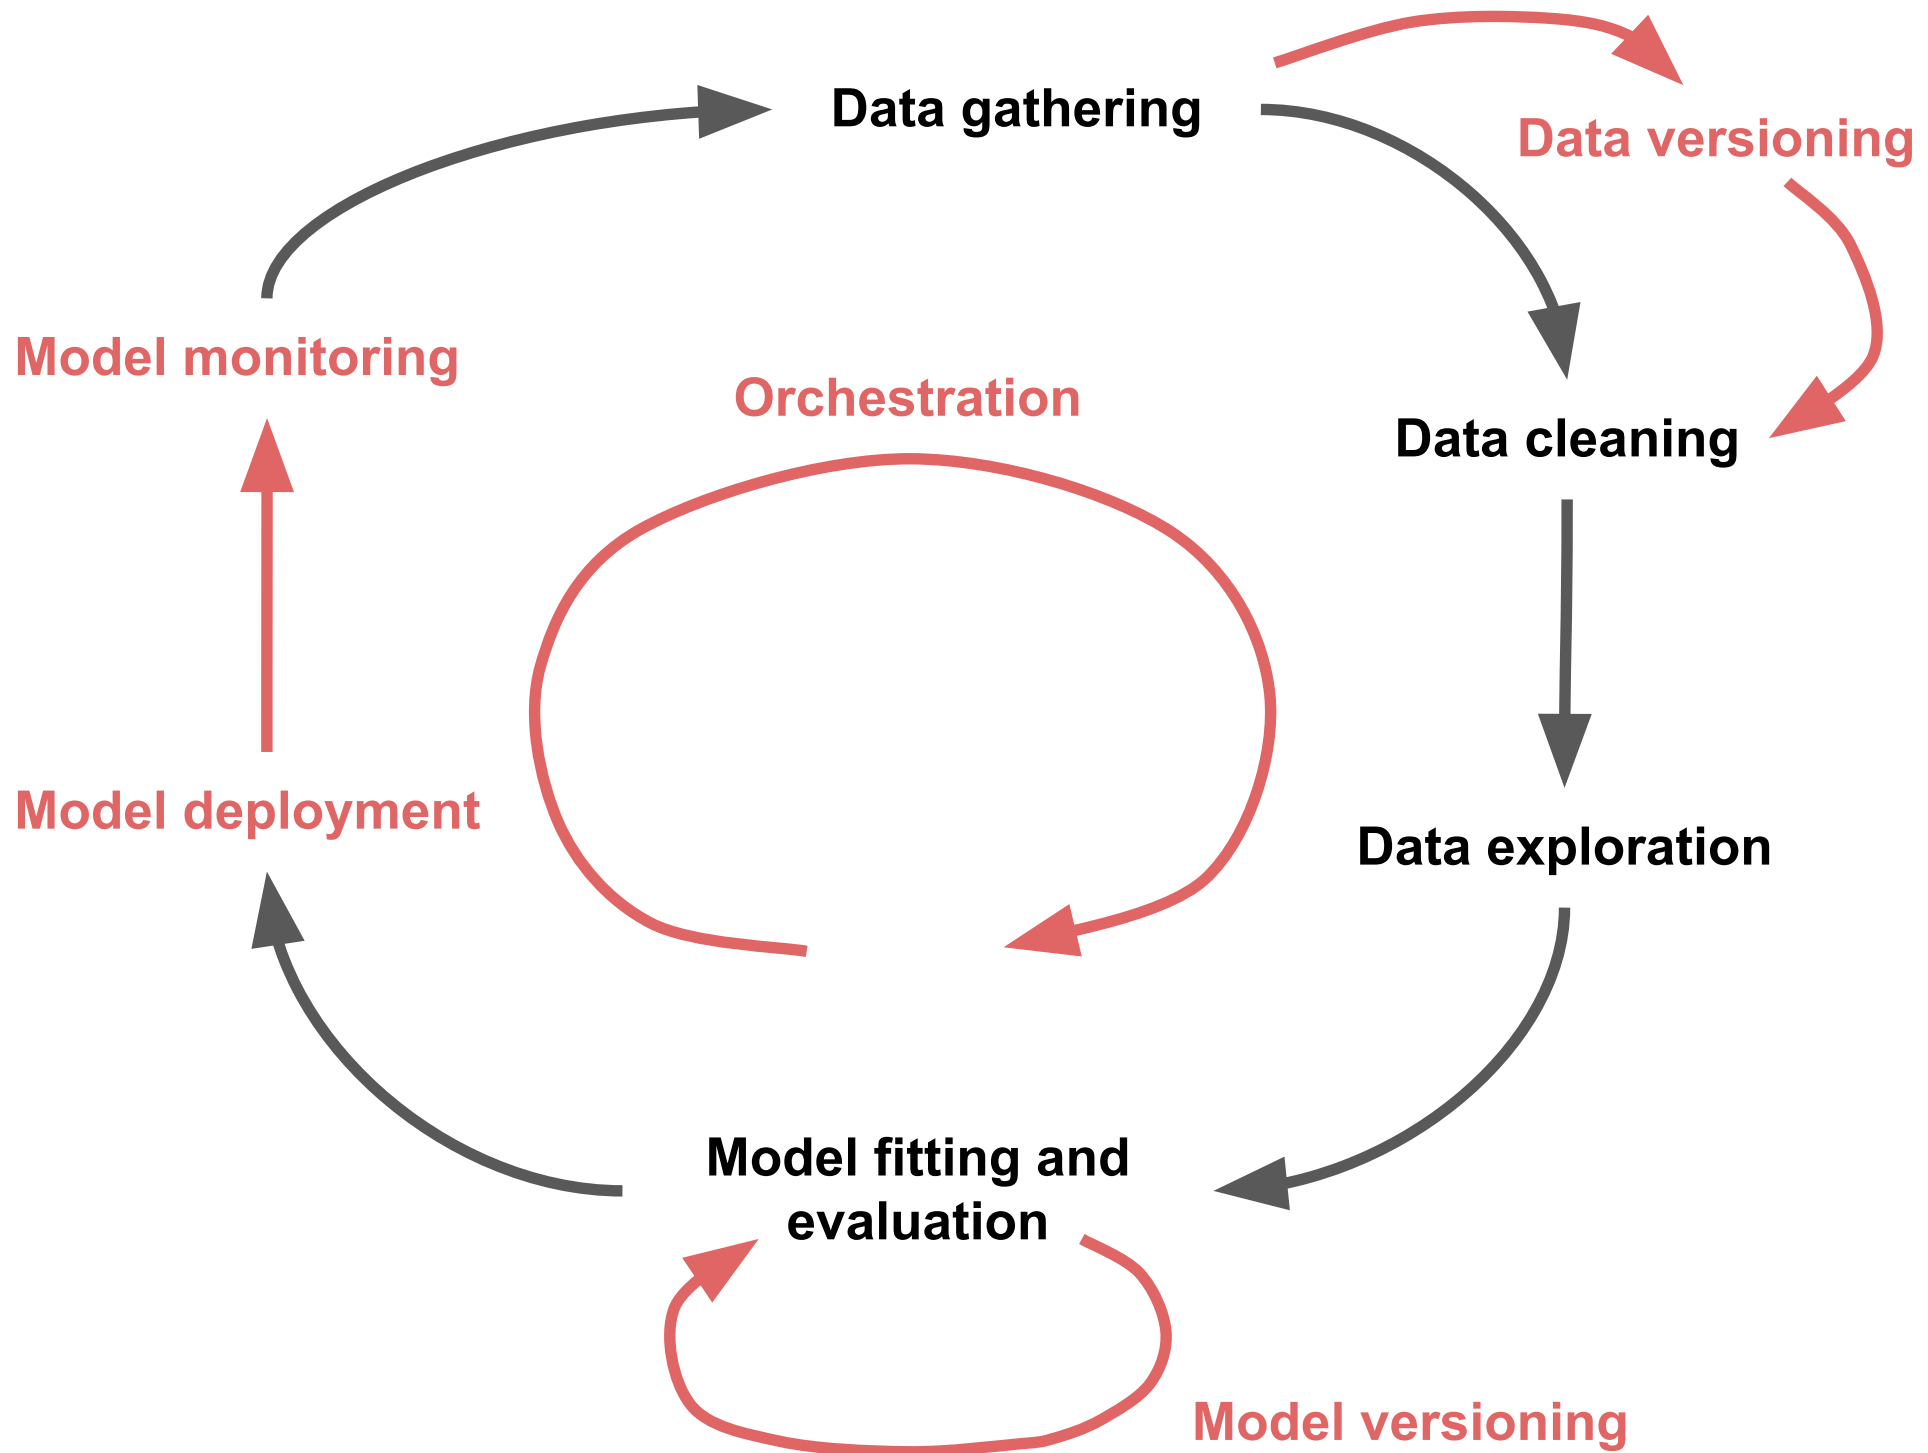 Data gathering
Data versioning
Model monitoring
Orchestration
Data cleaning
Model deployment
Data exploration
Model fitting and
evaluation
Model versioning